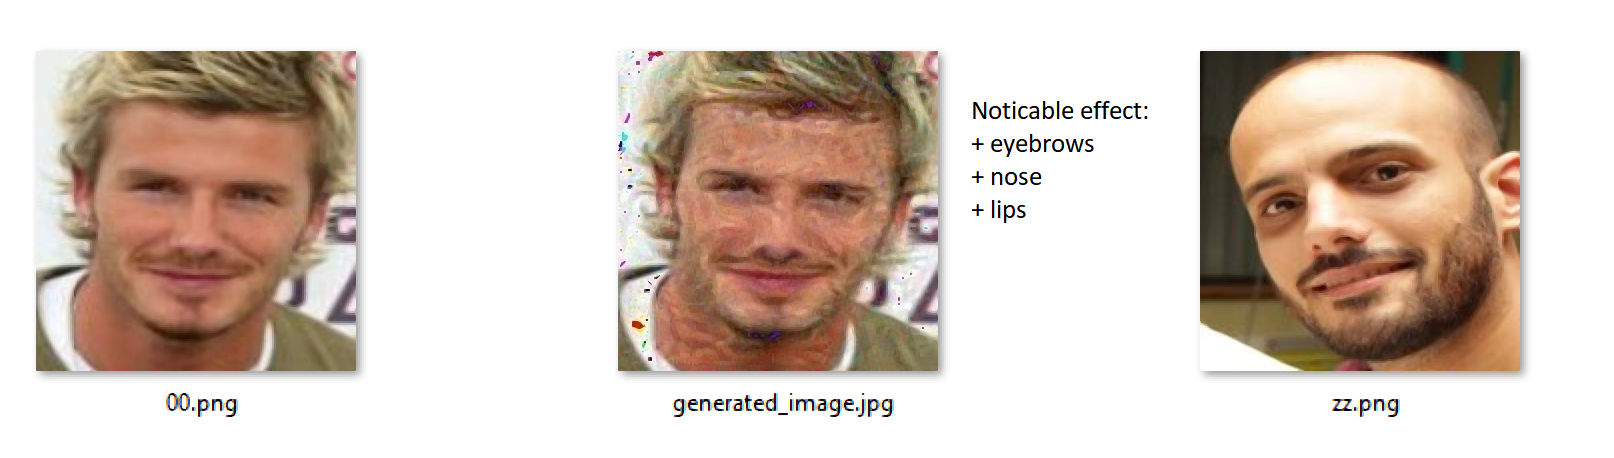 Noticable effect:
+ eyebrows
+ nose
+ lips
00.png
generated_image.jpg
zz.png